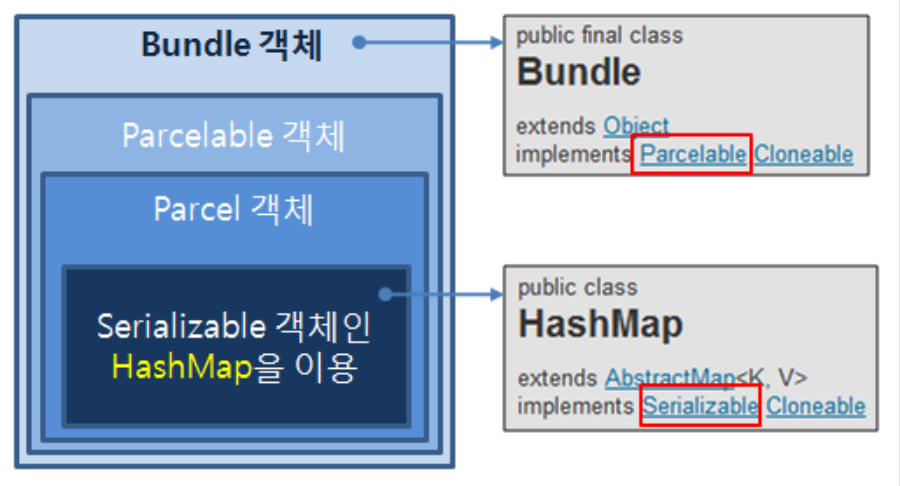 Bundle 객체
Parcelable 객체
Parcel 객체
Serializable 객체인
HashMap을 이용
public final class
Bundle
extends Object
implements Parcelable Cloneable
public class
HashMap
extends AbstractMap<K, V>
implements Serializable Cloneable